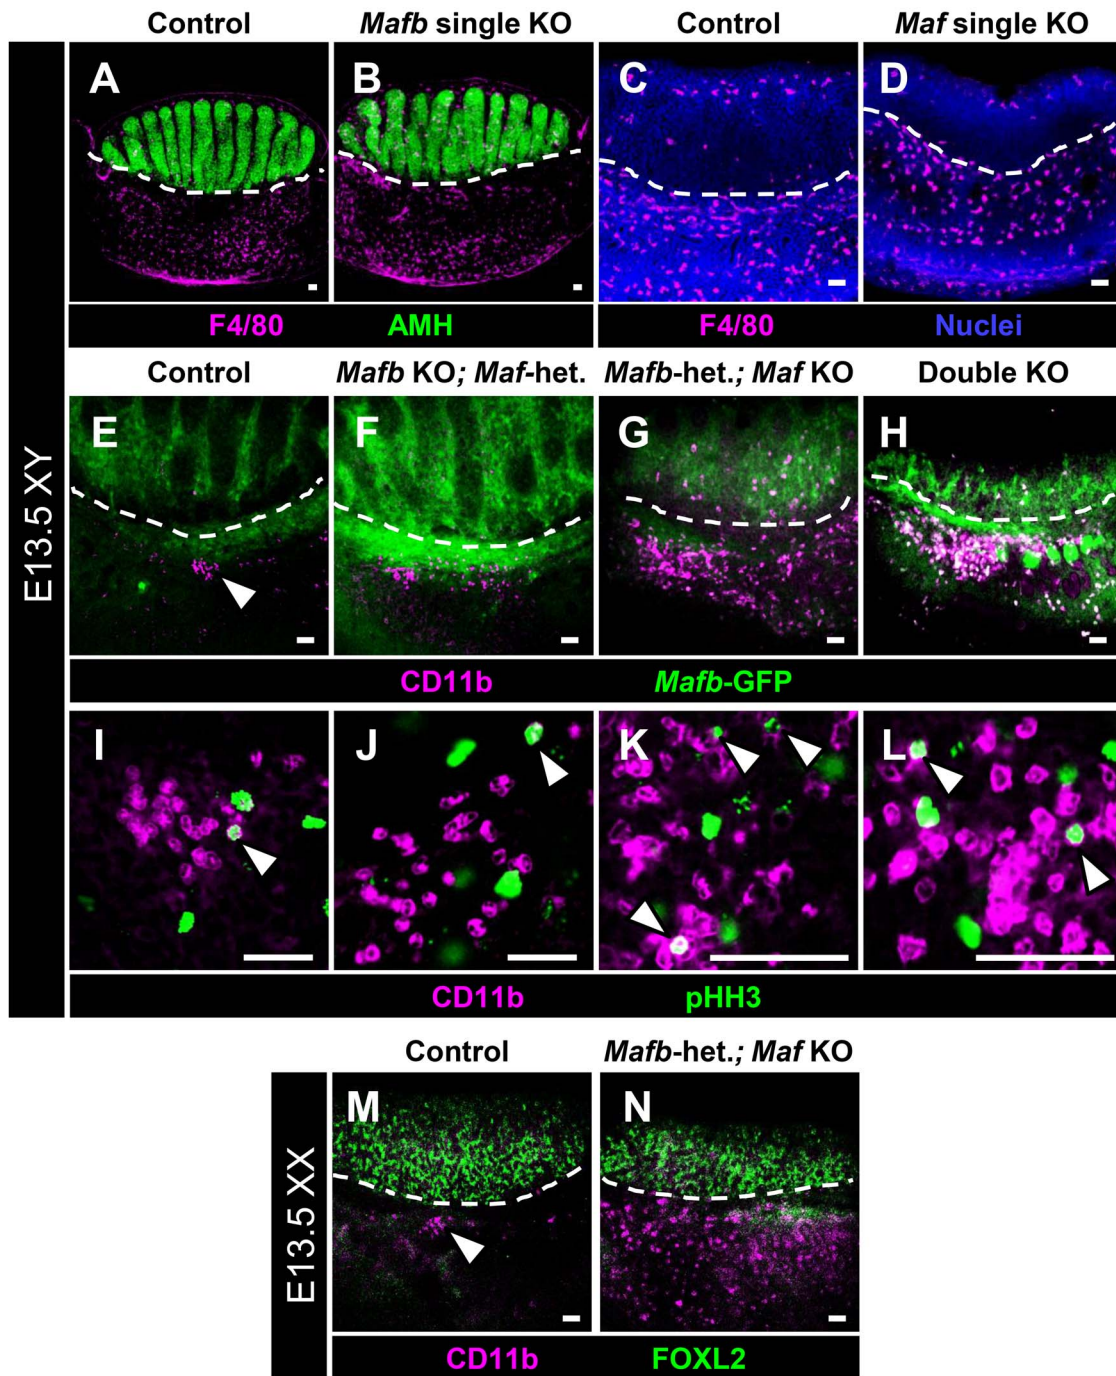 Control Mafb single KO Control Maf single KO
A B C D
F4/80 AMH F4/80 Nuclei
Control Mafb KO; Maf-het. Mafb-het.; Maf KO Double KO
E F G H
E13.5 XY
CD11b Mafb-GFP
I J K L
CD11b pHH3
Control Mafb-het.; Maf KO
M N
E13.5 XX
CD11b FOXL2